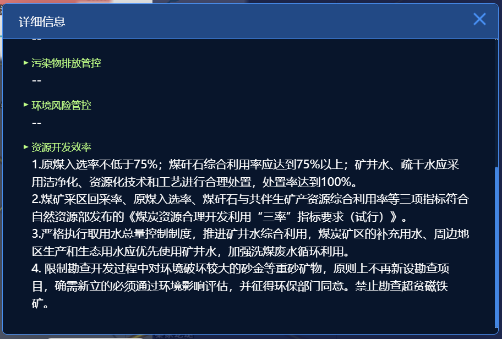 详细信息
--
污染物排放管控
--
环境风险管控
--
资源开发效率
1.原煤入选率不低于75%；煤矸石综合利用率应达到75%以上；矿井水、疏干水应采
用洁净化、资源化技术和工艺进行合理处置，处置率达到100%。
2.煤矿采区回采率、原煤入选率、煤矸石与共伴生矿产资源综合利用率等三项指标符合
自然资源部发布的《煤炭资源合理开发利用“三率”指标要求（试行）》。
3.严格执行取用水总量控制制度，推进矿井水综合利用，煤炭矿区的补充用水、周边地
区生产和生态用水应优先使用矿井水，加强洗煤废水循环利用。
4. 限制勘查开发过程中对环境破坏较大的砂金等重砂矿物，原则上不再新设勘查项
目，确需新立的必须通过环境影响评估，并征得环保部门同意。禁止勘查超贫磁铁
矿。